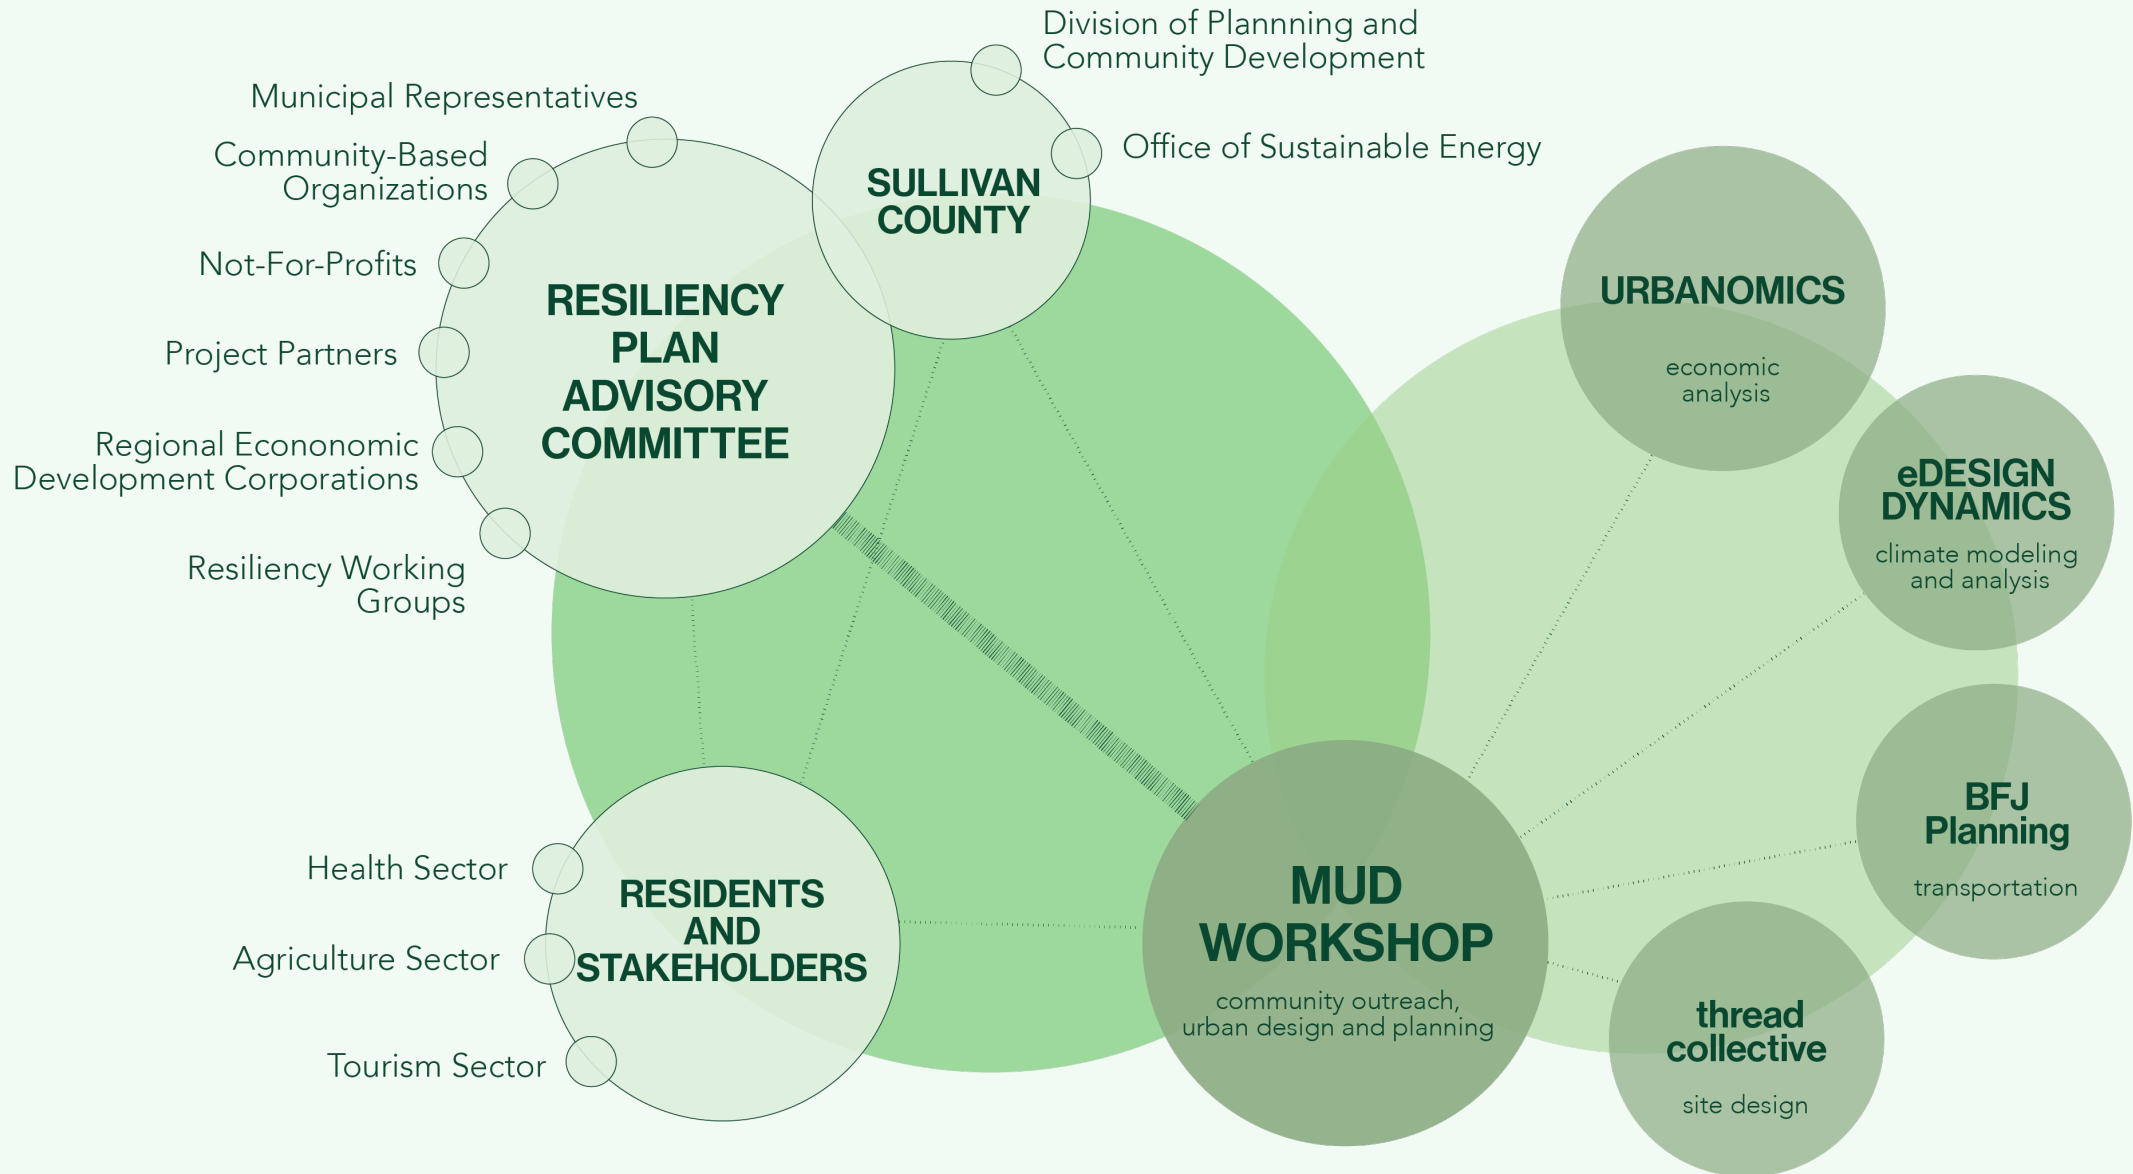 Division of Plannning and
Community Development
Municipal Representatives
Community-Based
Organizations
Office of Sustainable Energy
SULLIVAN
COUNTY
Not-For-Profits
RESILIENCY
PLAN
ADVISORY
COMMITTEE
Project Partners
Regional Econonomic
Development Corporations
Resiliency Working
Groups
URBANOMICS
economic
analysis
eDESIGN
DYNAMICS
climate modeling
and analysis
BFJ
Planning
transportation
Health Sector
Agriculture Sector
Tourism Sector
RESIDENTS
AND
STAKEHOLDERS
MUD
WORKSHOP
community outreach,
urban design and planning
thread
collective
site design